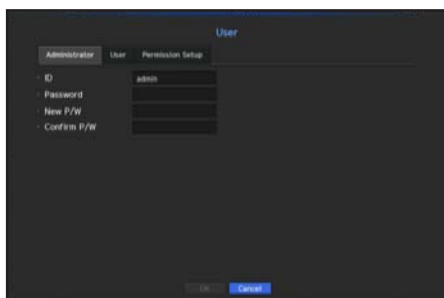 User
Administrator User Permission Setup
ID admin
Password
New P/W
Confirm P/W
OK Cancel